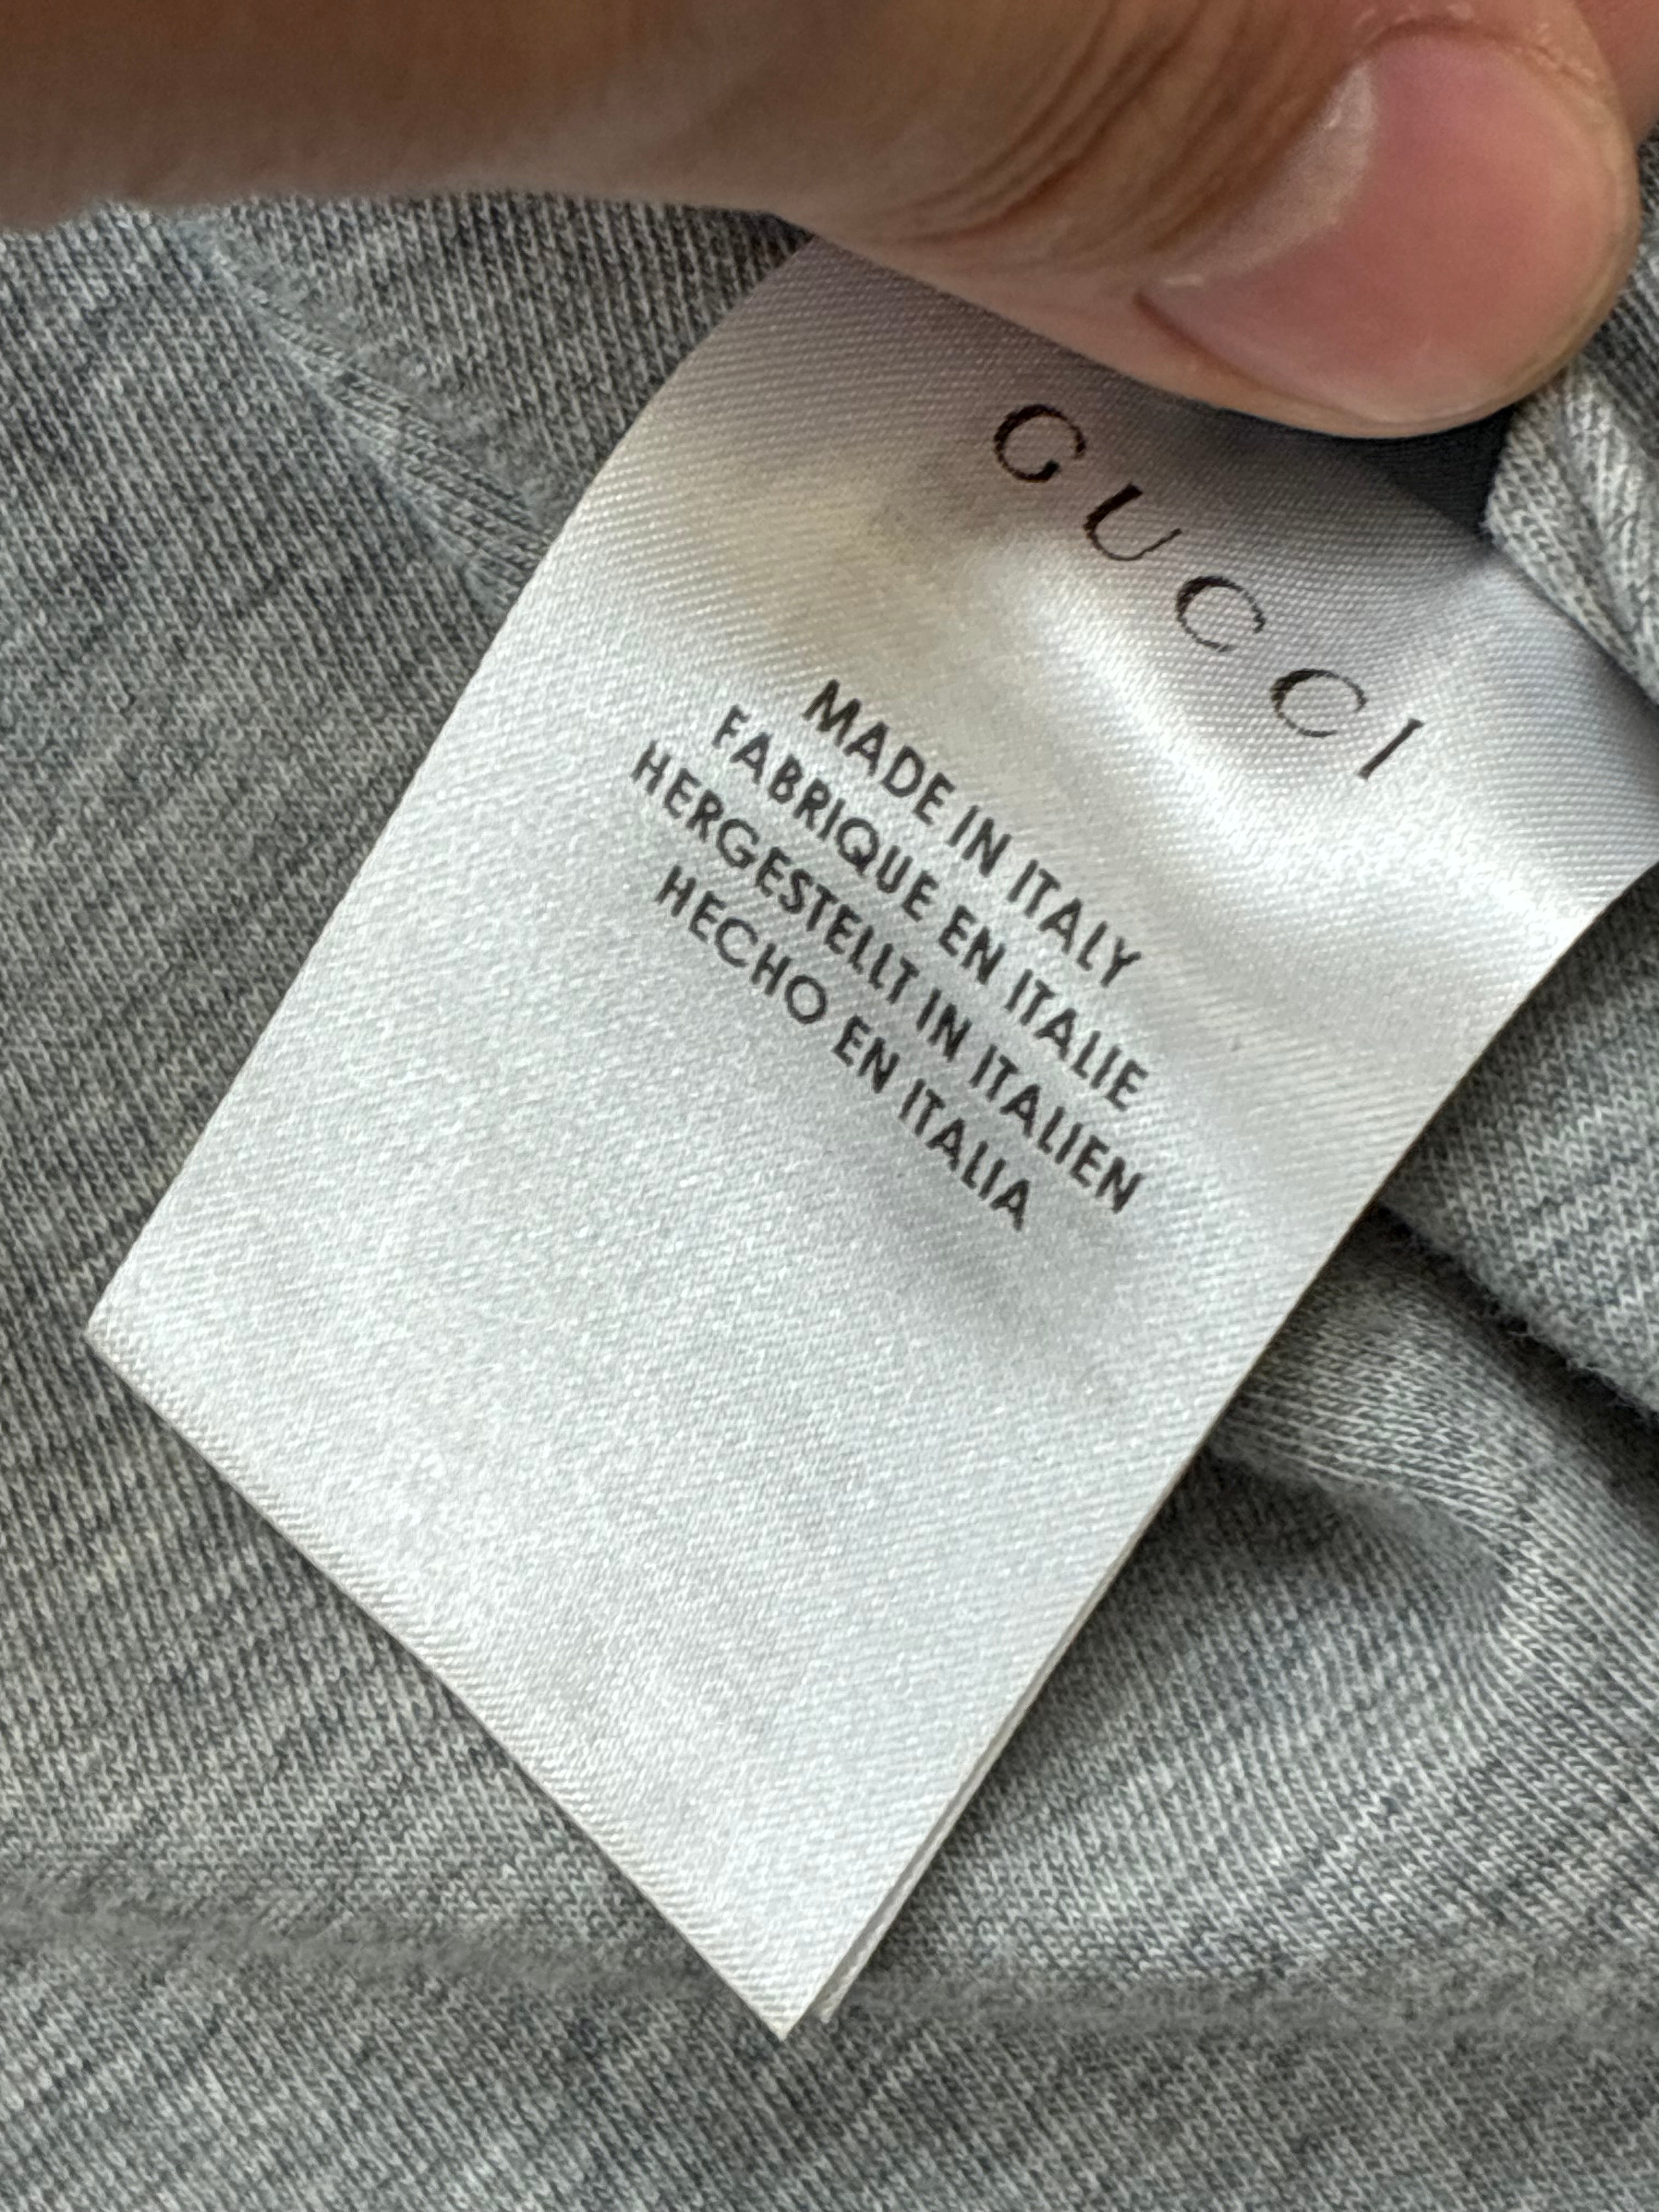 GUCCI
MADE IN ITALY
FABRIQUE EN ITALIE
HERGESTELLT IN ITALIEN
HECHO EN ITALIA